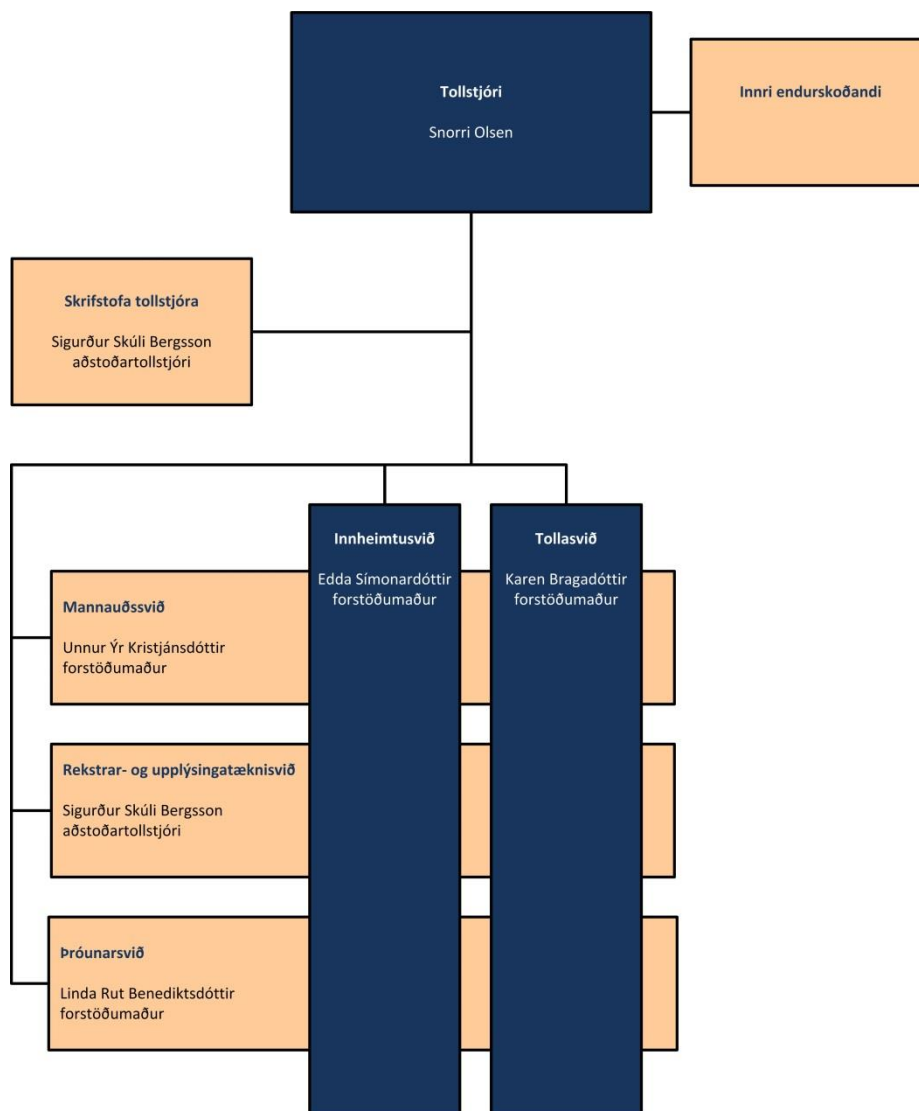 Tollstjóri
Snorri Olsen
Innri endurskoðandi
Skrifstofa tollstjóra
Sigurður Skúli Bergsson
aðstoðartollstjóri
Innheimtusvið
Edda Símonardóttir
forstöðumaður
Tollasvið
Karen Bragadóttir
forstöðumaður
Mannauðssvið
Unnur Ýr Kristjánsdóttir
forstöðumaður
Rekstrar- og upplýsingatæknisvið
Sigurður Skúli Bergsson
aðstoðartollstjóri
Þróunarsvið
Linda Rut Benediktsdóttir
forstöðumaður